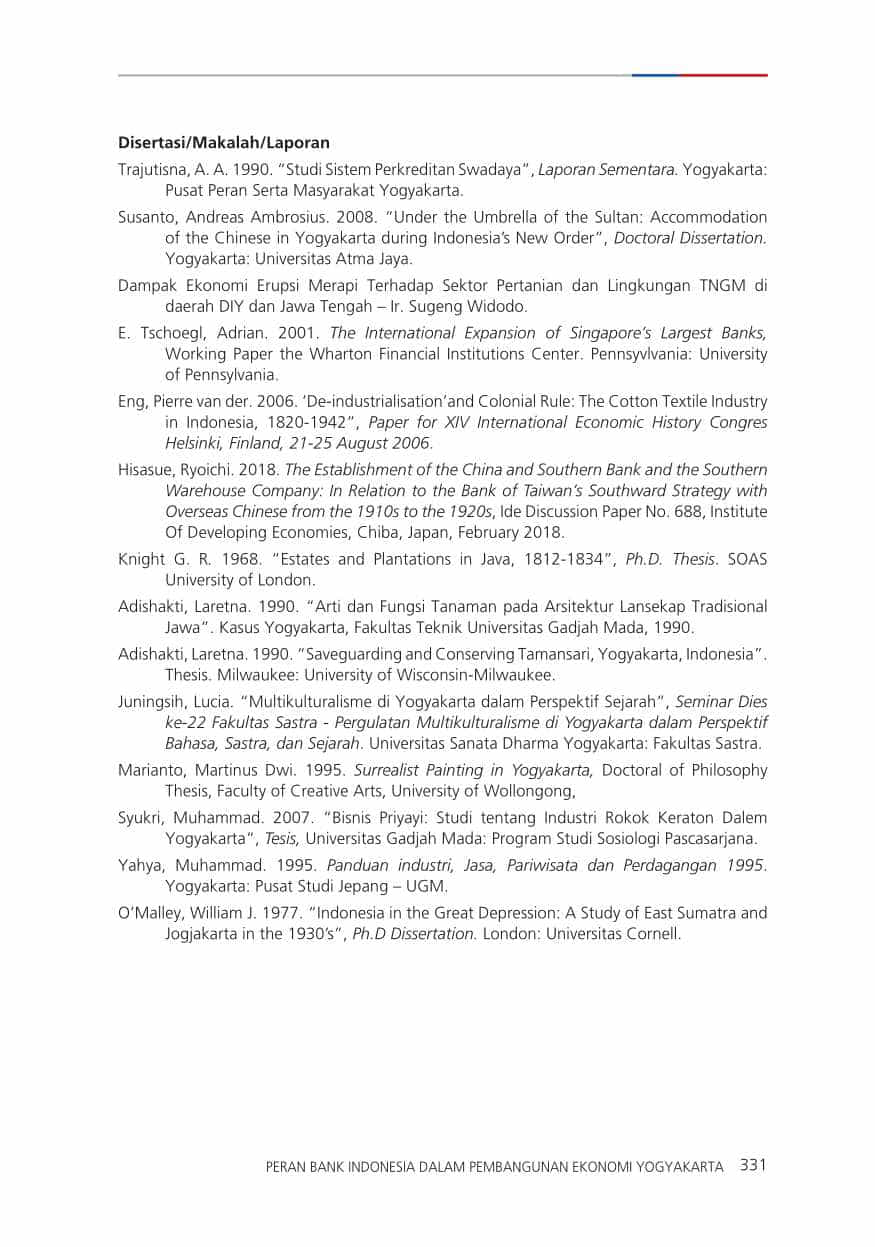 Disertasi/Makalah/Laporan
Trajutisna, A. A. 1990. “Studi Sistem Perkreditan Swadaya”, Laporan Sementara. Yogyakarta:
Pusat Peran Serta Masyarakat Yogyakarta.
Susanto, Andreas Ambrosius. 2008. “Under the Umbrella of the Sultan: Accommodation
of the Chinese in Yogyakarta during Indonesia’s New Order”, Doctoral Dissertation.
Yogyakarta: Universitas Atma Jaya.
Dampak Ekonomi Erupsi Merapi Terhadap Sektor Pertanian dan Lingkungan TNGM di
daerah DIY dan Jawa Tengah – Ir. Sugeng Widodo.
E. Tschoegl, Adrian. 2001. The International Expansion of Singapore’s Largest Banks,
Working Paper the Wharton Financial Institutions Center. Pennsyvlvania: University
of Pennsylvania.
Eng, Pierre van der. 2006. ‘De-industrialisation’and Colonial Rule: The Cotton Textile Industry
in Indonesia, 1820-1942”, Paper for XIV International Economic History Congres
Helsinki, Finland, 21-25 August 2006.
Hisasue, Ryoichi. 2018. The Establishment of the China and Southern Bank and the Southern
Warehouse Company: In Relation to the Bank of Taiwan’s Southward Strategy with
Overseas Chinese from the 1910s to the 1920s, Ide Discussion Paper No. 688, Institute
Of Developing Economies, Chiba, Japan, February 2018.
Knight G. R. 1968. “Estates and Plantations in Java, 1812-1834”, Ph.D. Thesis. SOAS
University of London.
Adishakti, Laretna. 1990. “Arti dan Fungsi Tanaman pada Arsitektur Lansekap Tradisional
Jawa”. Kasus Yogyakarta, Fakultas Teknik Universitas Gadjah Mada, 1990.
Adishakti, Laretna. 1990. “Saveguarding and Conserving Tamansari, Yogyakarta, Indonesia”.
Thesis. Milwaukee: University of Wisconsin-Milwaukee.
Juningsih, Lucia. “Multikulturalisme di Yogyakarta dalam Perspektif Sejarah”, Seminar Dies
ke-22 Fakultas Sastra - Pergulatan Multikulturalisme di Yogyakarta dalam Perspektif
Bahasa, Sastra, dan Sejarah. Universitas Sanata Dharma Yogyakarta: Fakultas Sastra.
Marianto, Martinus Dwi. 1995. Surrealist Painting in Yogyakarta, Doctoral of Philosophy
Thesis, Faculty of Creative Arts, University of Wollongong,
Syukri, Muhammad. 2007. “Bisnis Priyayi: Studi tentang Industri Rokok Keraton Dalem
Yogyakarta”, Tesis, Universitas Gadjah Mada: Program Studi Sosiologi Pascasarjana.
Yahya, Muhammad. 1995. Panduan industri, Jasa, Pariwisata dan Perdagangan 1995.
Yogyakarta: Pusat Studi Jepang – UGM.
O’Malley, William J. 1977. “Indonesia in the Great Depression: A Study of East Sumatra and
Jogjakarta in the 1930’s”, Ph.D Dissertation. London: Universitas Cornell.
PERAN BANK INDONESIA DALAM PEMBANGUNAN EKONOMI YOGYAKARTA 331